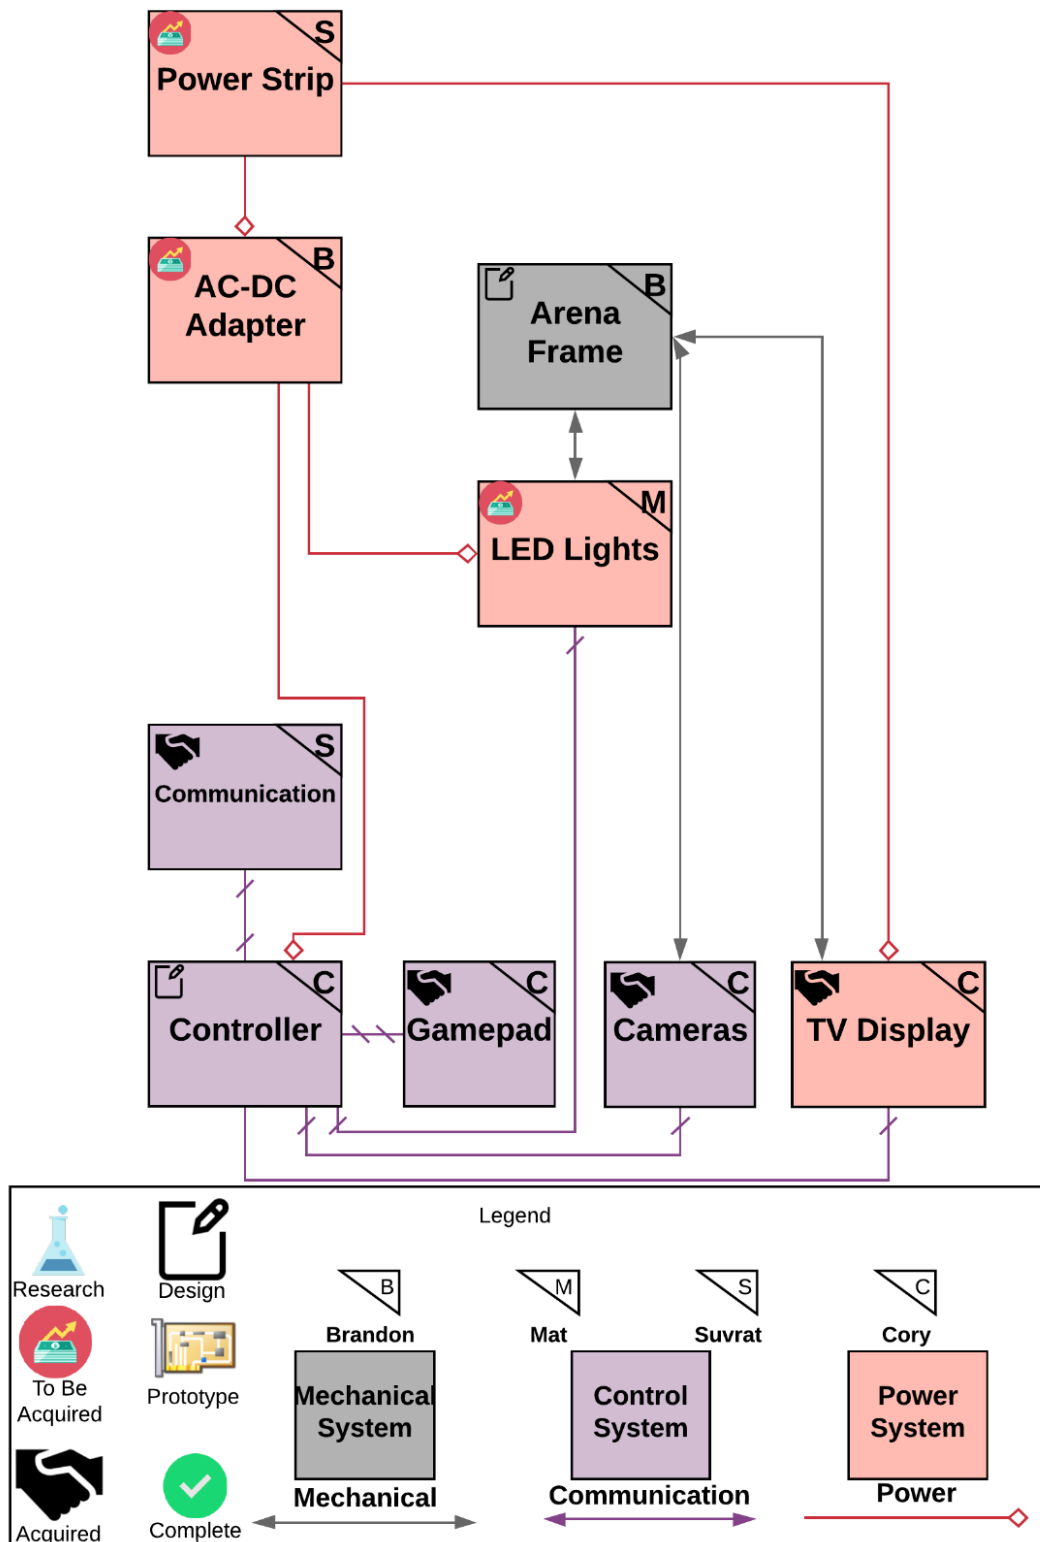 S
Power Strip
B
AC-DC
Adapter
B
Arena
Frame
M
LED Lights
S
Communication
C
Controller
C
Gamepad
C
Cameras
C
TV Display
Legend
Research
Design
B
Brandon
M
Mat
S
Suvrat
C
Cory
To Be
Acquired
Prototype
Mechanical
System
Control
System
Power
System
Acquired
Complete
Mechanical
Communication
Power